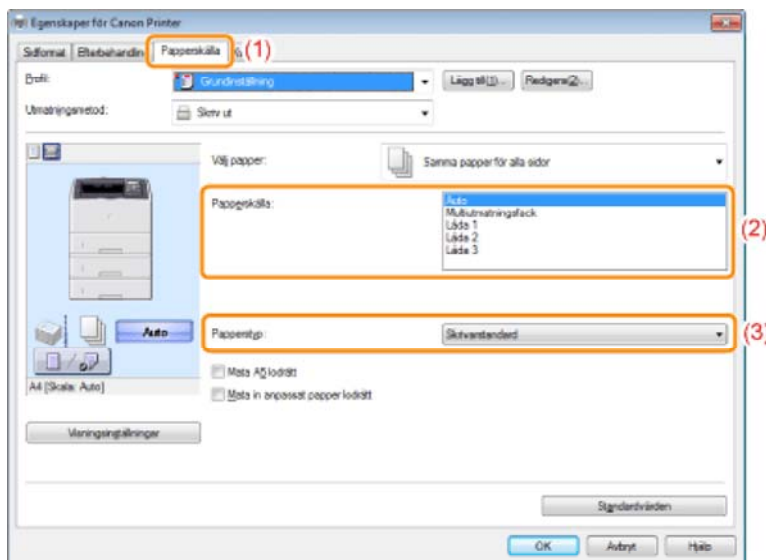 Egenskaper för Canon Printer
Sidformat Efterbehandling Papperskälla (1)
Profil: Grundinställning Lägg till(1)... Redigera(2)...
Utmatningsmetod: Skriv ut
Välj papper: Samma papper för alla sidor
Papperskälla: Auto
Multiutmatningsfack
Låda 1
Låda 2
Låda 3
(2)
Auto
Papperstyp: Skrivarstandard (3)
Mata A5 lodrätt
A4 [Skala: Auto]
Mata in anpassat papper lodrätt
Visningsinställningar
Standardvärden
OK Avbryt Hjälp